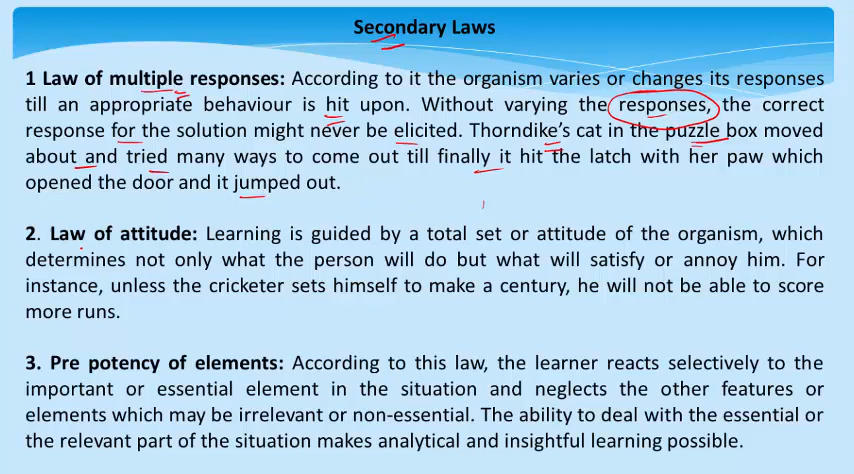 Secondary Laws
1 Law of multiple responses: According to it the organism varies or changes its responses
till an appropriate behaviour is hit upon. Without varying the responses, the correct
response for the solution might never be elicited. Thorndike's cat in the puzzle box moved
about and tried many ways to come out till finally it hit the latch with her paw which
opened the door and it jumped out.
2. Law of attitude: Learning is guided by a total set or attitude of the organism, which
determines not only what the person will do but what will satisfy or annoy him. For
instance, unless the cricketer sets himself to make a century, he will not be able to score
more runs.
3. Pre potency of elements: According to this law, the learner reacts selectively to the
important or essential element in the situation and neglects the other features or
elements which may be irrelevant or non-essential. The ability to deal with the essential or
the relevant part of the situation makes analytical and insightful learning possible.